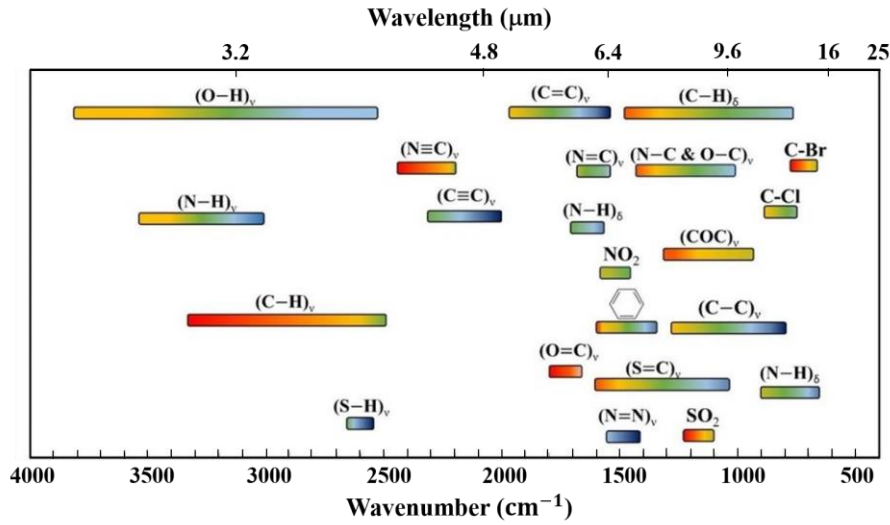 Wavelength (μm)
3.2 4.8 6.4 9.6 16 25
(O−H)ᵥ (C=C)ᵥ (C−H)δ
(N≡C)ᵥ (N=C)ᵥ (N−C & O−C)ᵥ C-Br
(N−H)ᵥ (C≡C)ᵥ (N−H)δ C-Cl
(COC)ᵥ
NO₂
(C−H)ᵥ (C−C)ᵥ
(O=C)ᵥ (S=C)ᵥ (N−H)δ
(S−H)ᵥ (N=N)ᵥ SO₂
4000 3500 3000 2500 2000 1500 1000 500
Wavenumber (cm⁻¹)